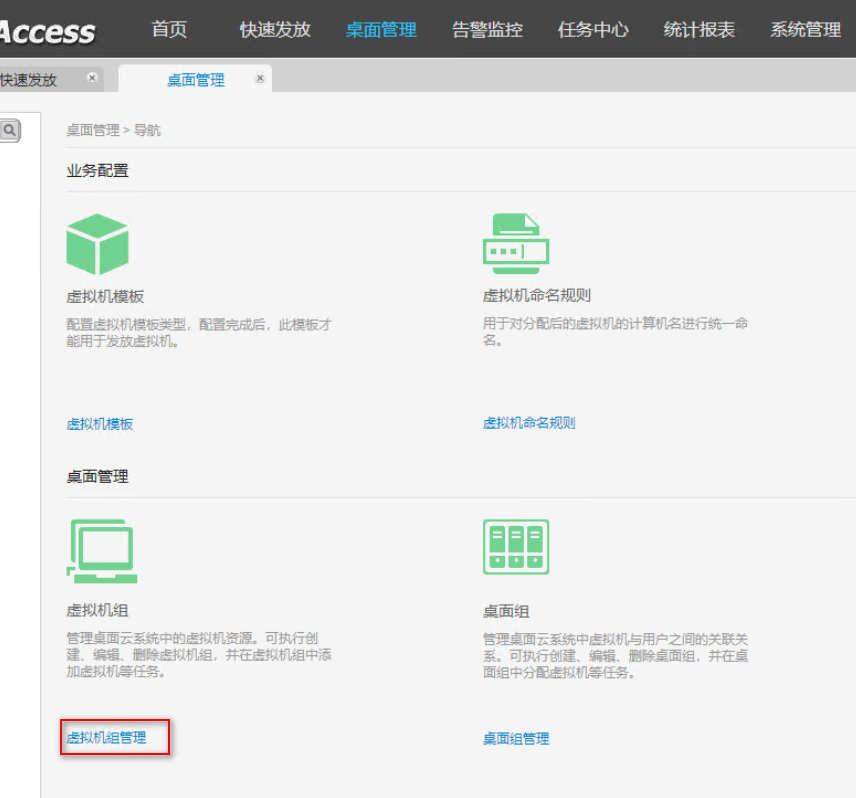 Access 首页 快速发放 桌面管理 告警监控 任务中心 统计报表 系统管理
快速发放 桌面管理
桌面管理 > 导航
业务配置
虚拟机模板
配置虚拟机模板类型，配置完成后，此模板才
能用于发放虚拟机。
虚拟机模板
虚拟机命名规则
用于对分配后的虚拟机的计算机名进行统一命
名。
虚拟机命名规则
桌面管理
虚拟机组
管理桌面云系统中的虚拟机资源。可执行创
建、编辑、删除虚拟机组，并在虚拟机组中添
加虚拟机等任务。
虚拟机组管理
桌面组
管理桌面云系统中虚拟机与用户之间的关联关
系。可执行创建、编辑、删除桌面组，并在桌
面组中分配虚拟机等任务。
桌面组管理